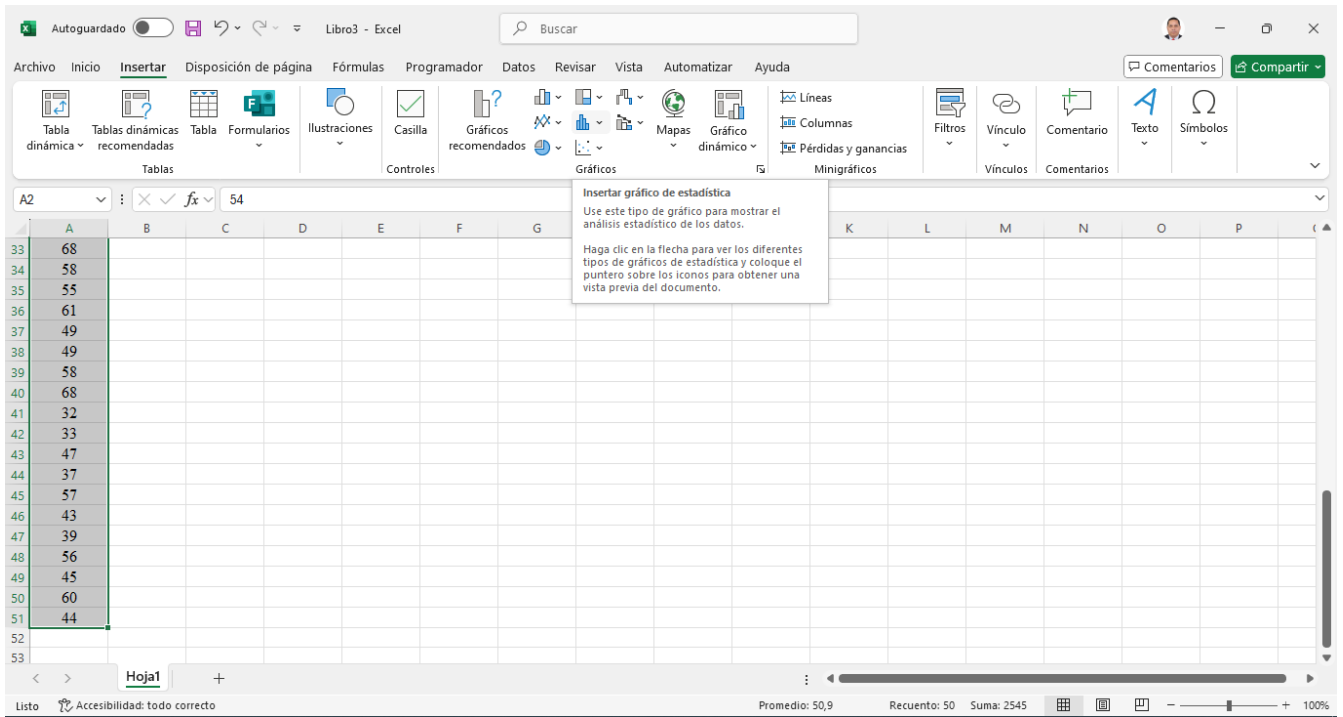 Autoguardado
Libro3 - Excel
Buscar
Archivo Inicio Insertar Disposición de página Fórmulas Programador Datos Revisar Vista Automatizar Ayuda
Comentarios
Compartir
Tabla dinámica
Tablas dinámicas recomendadas
Tabla
Formularios
Ilustraciones
Casilla
Gráficos recomendados
Mapas
Gráfico dinámico
Líneas
Columnas
Pérdidas y ganancias
Filtros
Vínculo
Comentario
Texto
Símbolos
Tablas
Controles
Gráficos
Minigráficos
Vínculos
Comentarios
A2
fx
54
Insertar gráfico de estadística
Use este tipo de gráfico para mostrar el
análisis estadístico de los datos.
Haga clic en la flecha para ver los diferentes
tipos de gráficos de estadística y coloque el
puntero sobre los iconos para obtener una
vista previa del documento.
A B C D E F G K L M N O P
33 68
34 58
35 55
36 61
37 49
38 49
39 58
40 68
41 32
42 33
43 47
44 37
45 57
46 43
47 39
48 56
49 45
50 60
51 44
52
53
Hoja1
Listo
Accesibilidad: todo correcto
Promedio: 50,9
Recuento: 50
Suma: 2545
100%